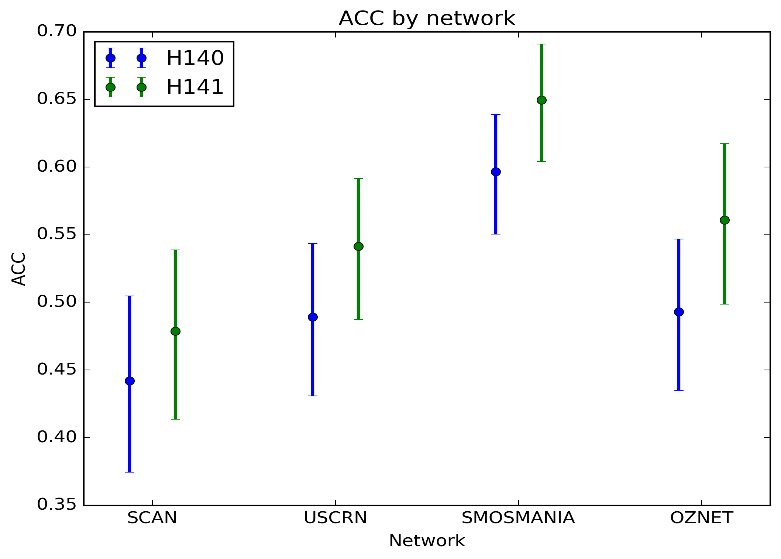 ACC by network
H140
H141
ACC
0.70
0.65
0.60
0.55
0.50
0.45
0.40
0.35
SCAN USCRN SMOSMANIA OZNET
Network